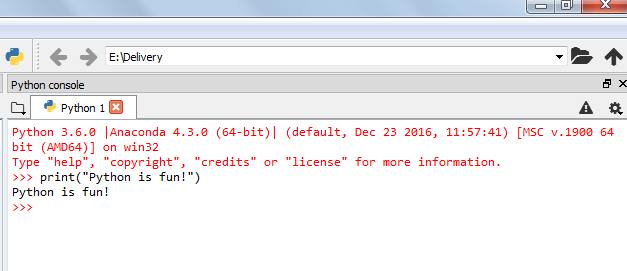 E:\Delivery
Python console
Python 1
Python 3.6.0 |Anaconda 4.3.0 (64-bit)| (default, Dec 23 2016, 11:57:41) [MSC v.1900 64
bit (AMD64)] on win32
Type "help", "copyright", "credits" or "license" for more information.
>>> print("Python is fun!")
Python is fun!
>>>